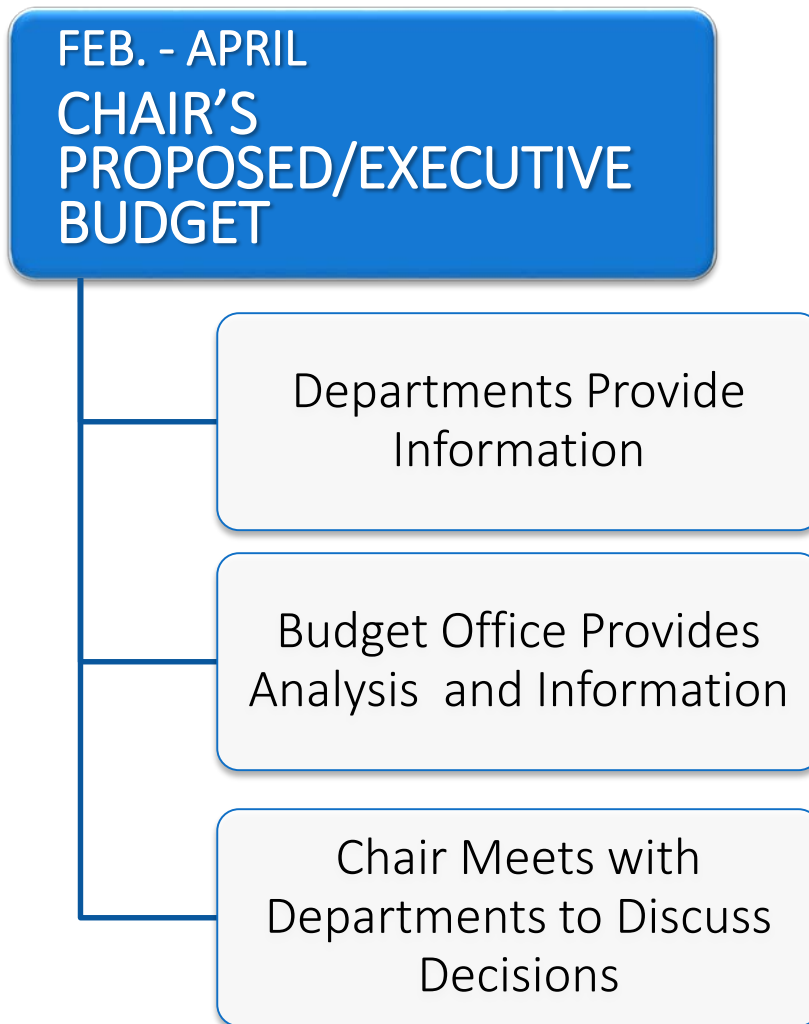 FEB. - APRIL
CHAIR’S
PROPOSED/EXECUTIVE
BUDGET
Departments Provide
Information
Budget Office Provides
Analysis  and Information
Chair Meets with
Departments to Discuss
Decisions